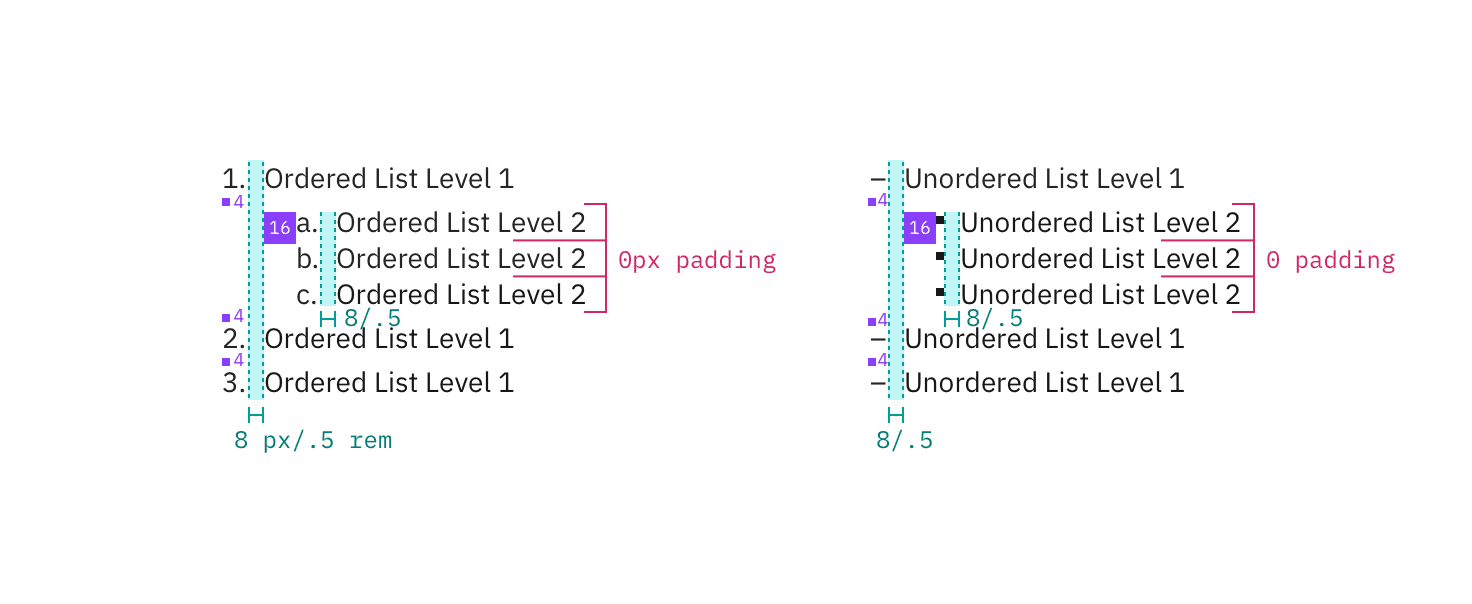 1. Ordered List Level 1
4
16 a. Ordered List Level 2
b. Ordered List Level 2
0px padding
c. Ordered List Level 2
4
8/.5
2. Ordered List Level 1
4
3. Ordered List Level 1
8 px/.5 rem
– Unordered List Level 1
4
16 ▪ Unordered List Level 2
▪ Unordered List Level 2
0 padding
▪ Unordered List Level 2
4
8/.5
– Unordered List Level 1
4
– Unordered List Level 1
8/.5